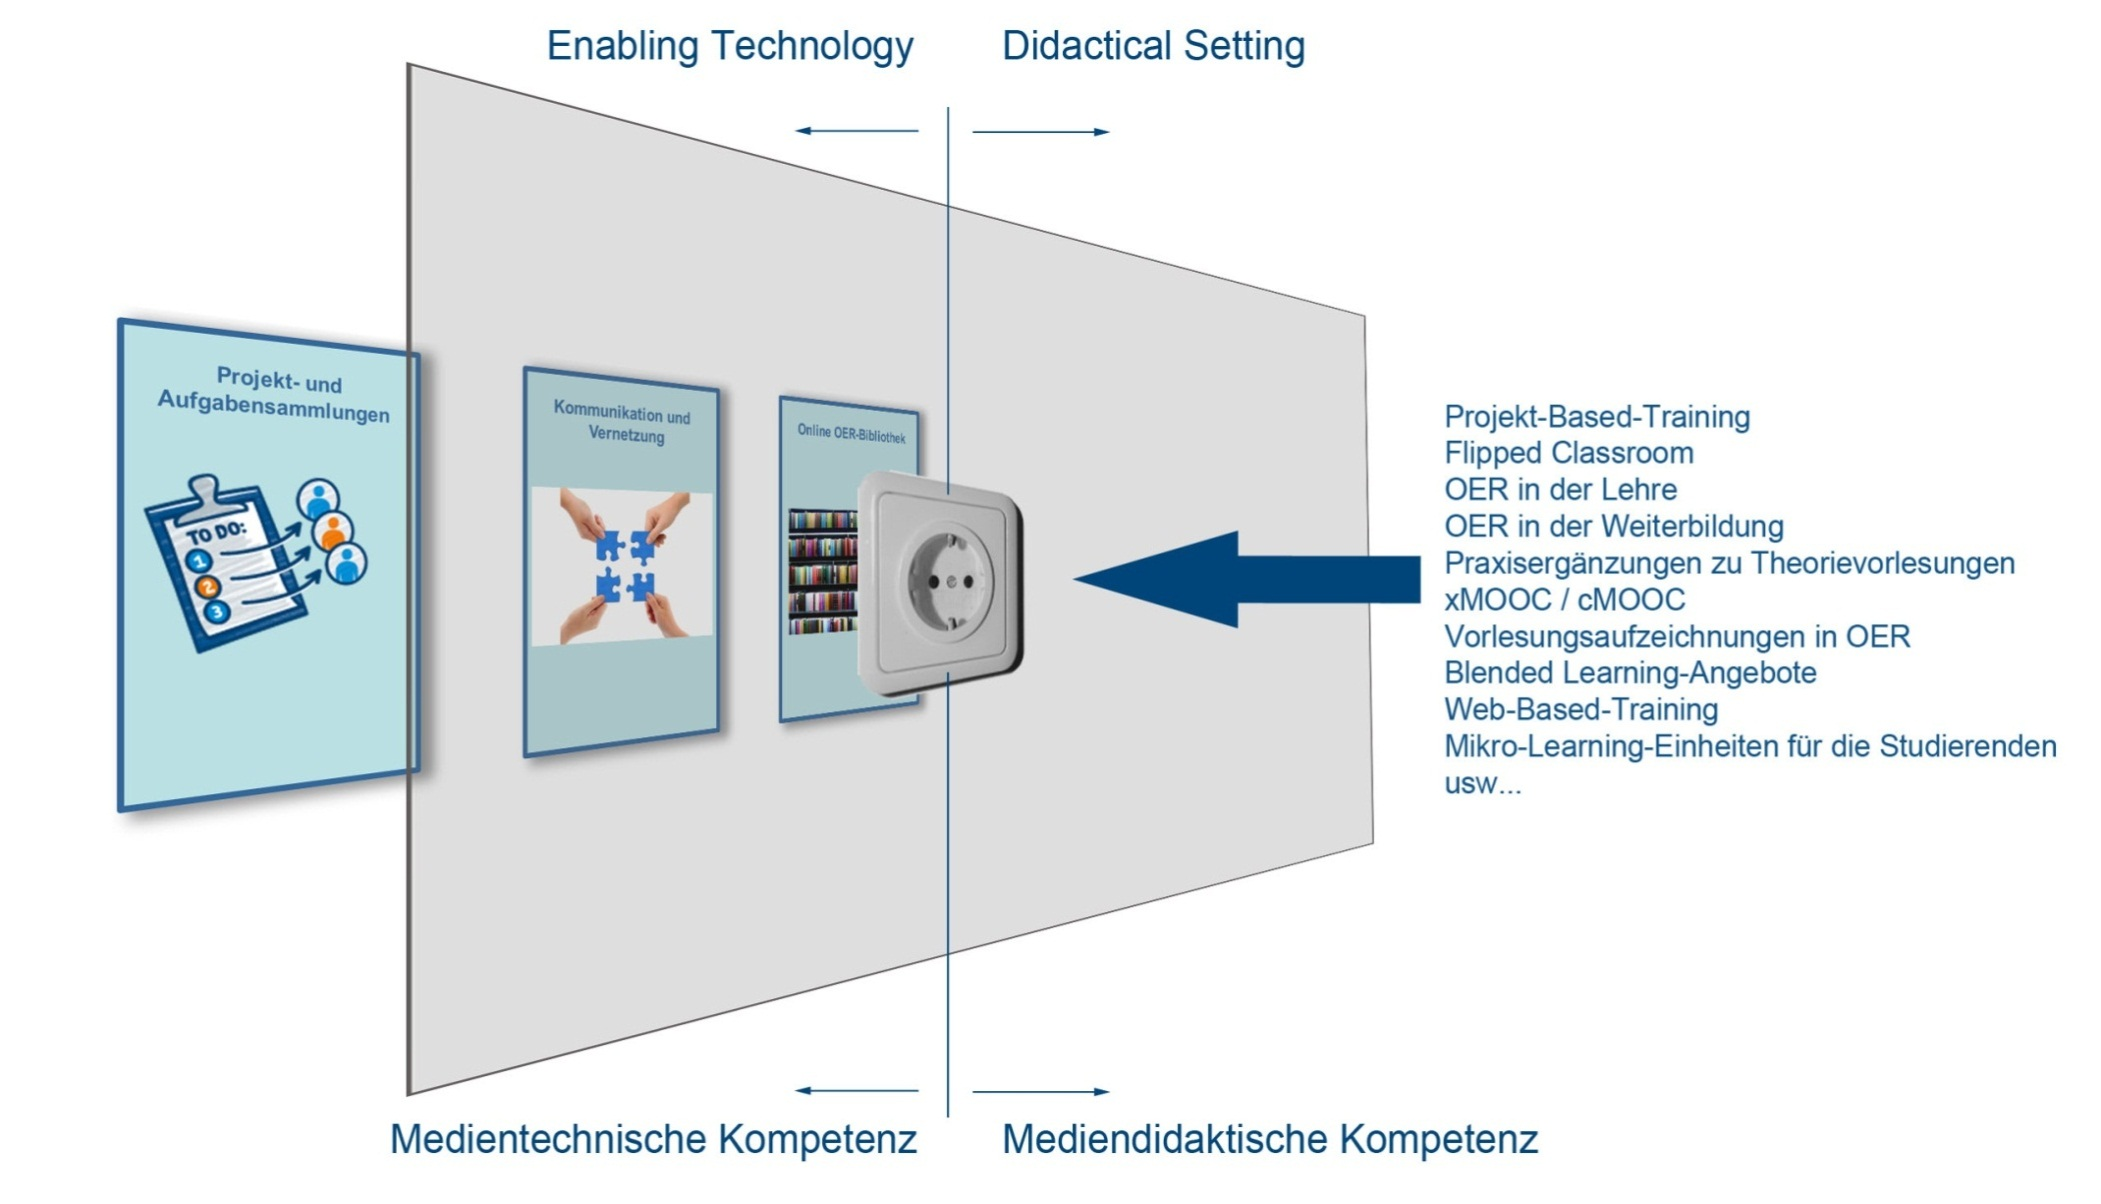 Enabling Technology
Didactical Setting
Projekt- und
Aufgabensammlungen
TO DO:
1
2
3
Kommunikation und
Vernetzung
Online OER-Bibliothek
Projekt-Based-Training
Flipped Classroom
OER in der Lehre
OER in der Weiterbildung
Praxisergänzungen zu Theorievorlesungen
xMOOC / cMOOC
Vorlesungsaufzeichnungen in OER
Blended Learning-Angebote
Web-Based-Training
Mikro-Learning-Einheiten für die Studierenden
usw...
Medientechnische Kompetenz
Mediendidaktische Kompetenz